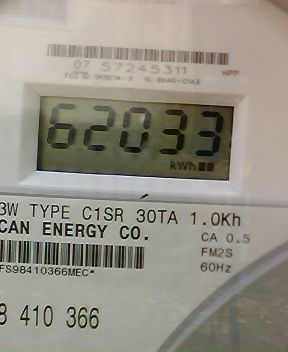 07 57245311
62033
kWh
3W TYPE C1SR 30TA 1.0Kh
CAN ENERGY CO.
CA 0.5
FM2S
60Hz
FS98410366MEC*
8 410 366